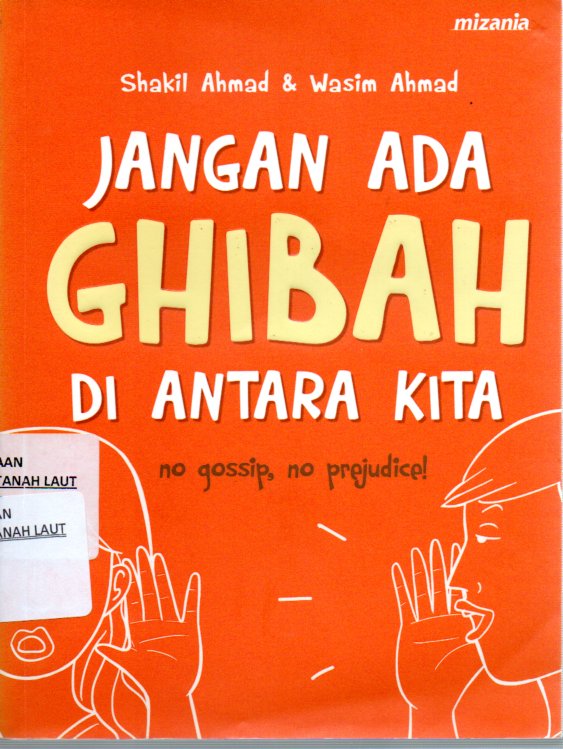 mizania
Shakil Ahmad & Wasim Ahmad
JANGAN ADA
GHIBAH
DI ANTARA KITA
no gossip, no prejudice!
AAN
TANAH LAUT
AN
ANAH LAUT